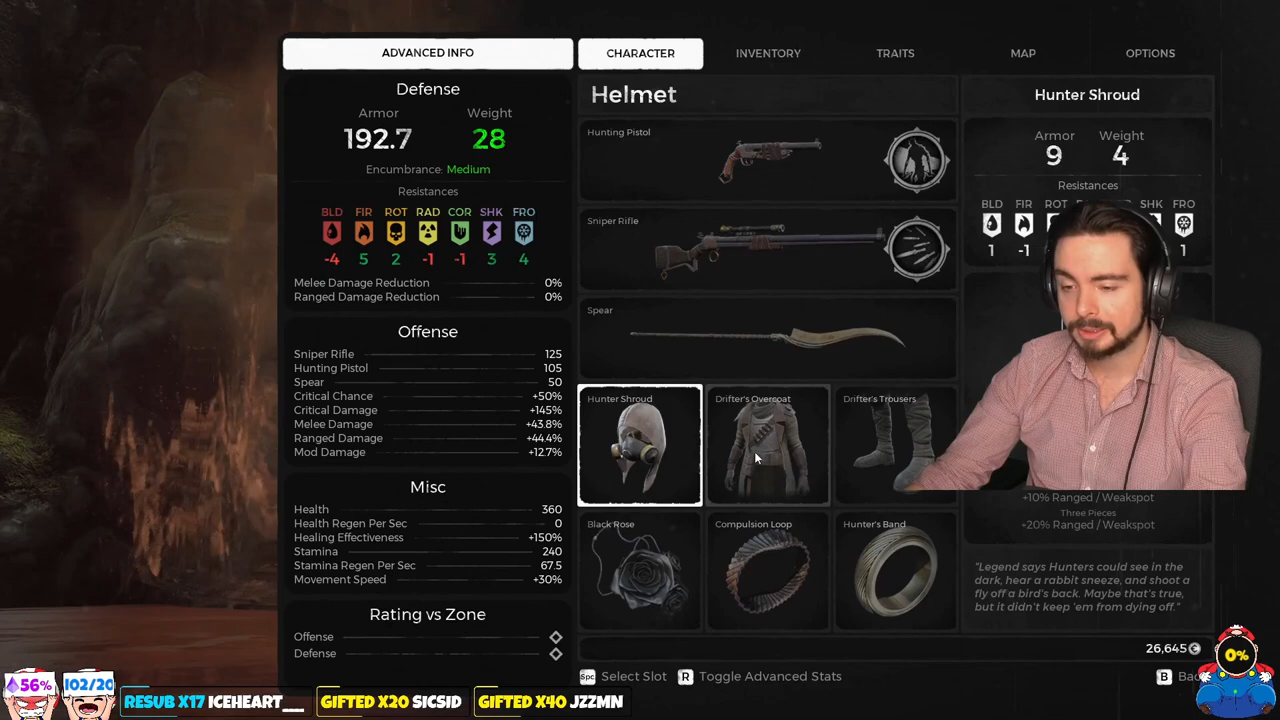 ADVANCED INFO
CHARACTER
INVENTORY
TRAITS
MAP
OPTIONS
Defense
Armor
Weight
192.7
28
Encumbrance: Medium
Resistances
BLD FIR ROT RAD COR SHK FRO
-4 5 2 -1 -1 3 4
Melee Damage Reduction 0%
Ranged Damage Reduction 0%
Offense
Sniper Rifle 125
Hunting Pistol 105
Spear 50
Critical Chance +50%
Critical Damage +145%
Melee Damage +43.8%
Ranged Damage +44.4%
Mod Damage +12.7%
Misc
Health 360
Health Regen Per Sec 0
Healing Effectiveness +150%
Stamina 240
Stamina Regen Per Sec 67.5
Movement Speed +30%
Rating vs Zone
Offense
Defense
Helmet
Hunting Pistol
Sniper Rifle
Spear
Hunter Shroud
Drifter's Overcoat
Drifter's Trousers
Black Rose
Compulsion Loop
Hunter's Band
Hunter Shroud
Armor
Weight
9
4
Resistances
BLD FIR ROT SHK FRO
1 -1 1
+10% Ranged / Weakspot
Three Pieces
+20% Ranged / Weakspot
"Legend says Hunters could see in the
dark, hear a rabbit sneeze, and shoot a
fly off a bird's back. Maybe that's true,
but it didn't keep 'em from dying off."
26,645
Spc Select Slot
R Toggle Advanced Stats
B
56%
102/20
RESUB X17 ICEHEART___
GIFTED X20 SICSID
GIFTED X40 JZZMN
0%